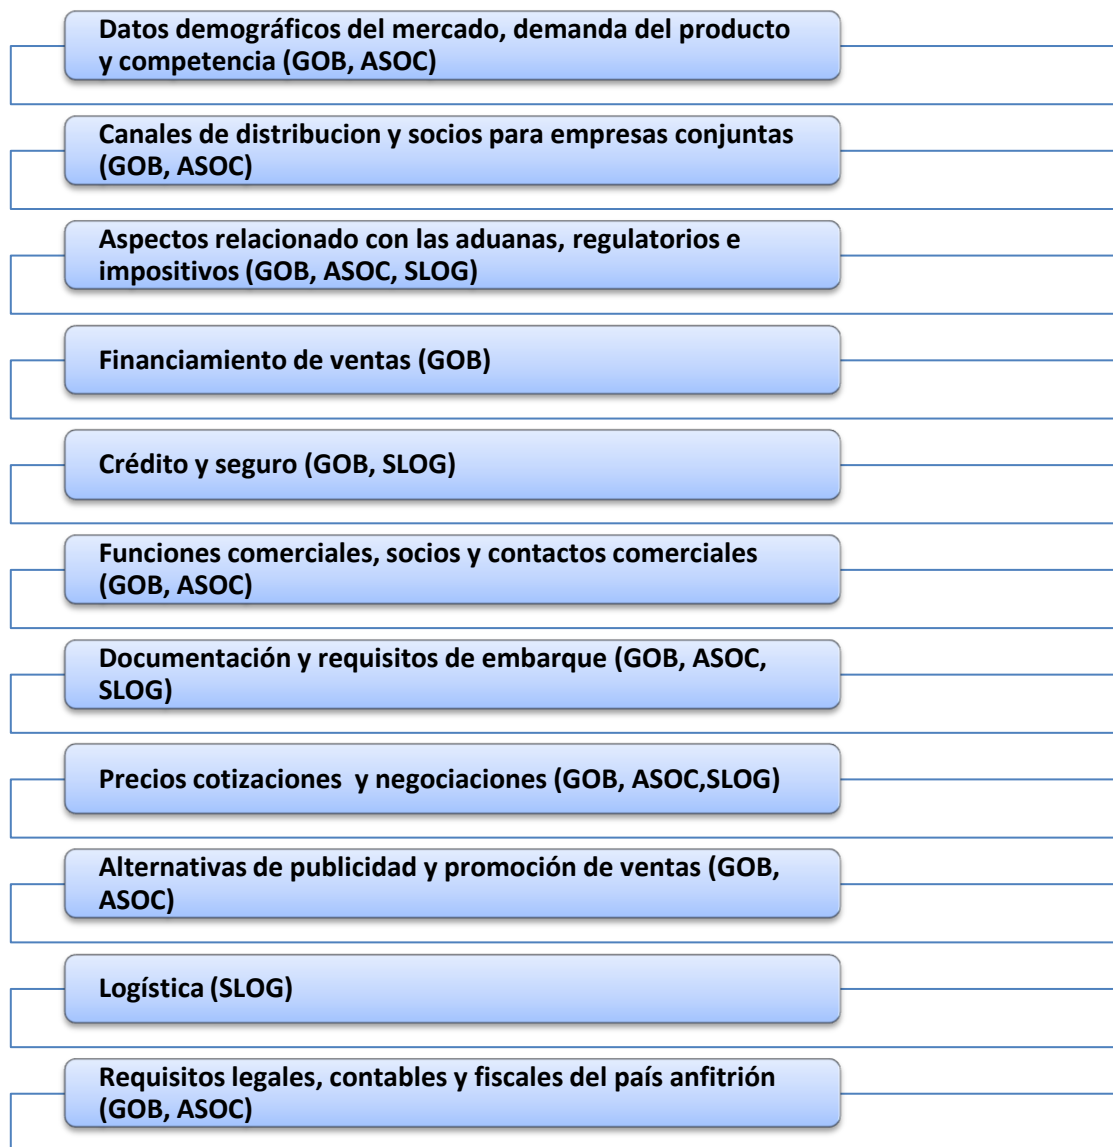 Datos demográficos del mercado, demanda del producto
y competencia (GOB, ASOC)
Canales de distribucion y socios para empresas conjuntas
(GOB, ASOC)
Aspectos relacionado con las aduanas, regulatorios e
impositivos (GOB, ASOC, SLOG)
Financiamiento de ventas (GOB)
Crédito y seguro (GOB, SLOG)
Funciones comerciales, socios y contactos comerciales
(GOB, ASOC)
Documentación y requisitos de embarque (GOB, ASOC,
SLOG)
Precios cotizaciones  y negociaciones (GOB, ASOC,SLOG)
Alternativas de publicidad y promoción de ventas (GOB,
ASOC)
Logística (SLOG)
Requisitos legales, contables y fiscales del país anfitrión
(GOB, ASOC)